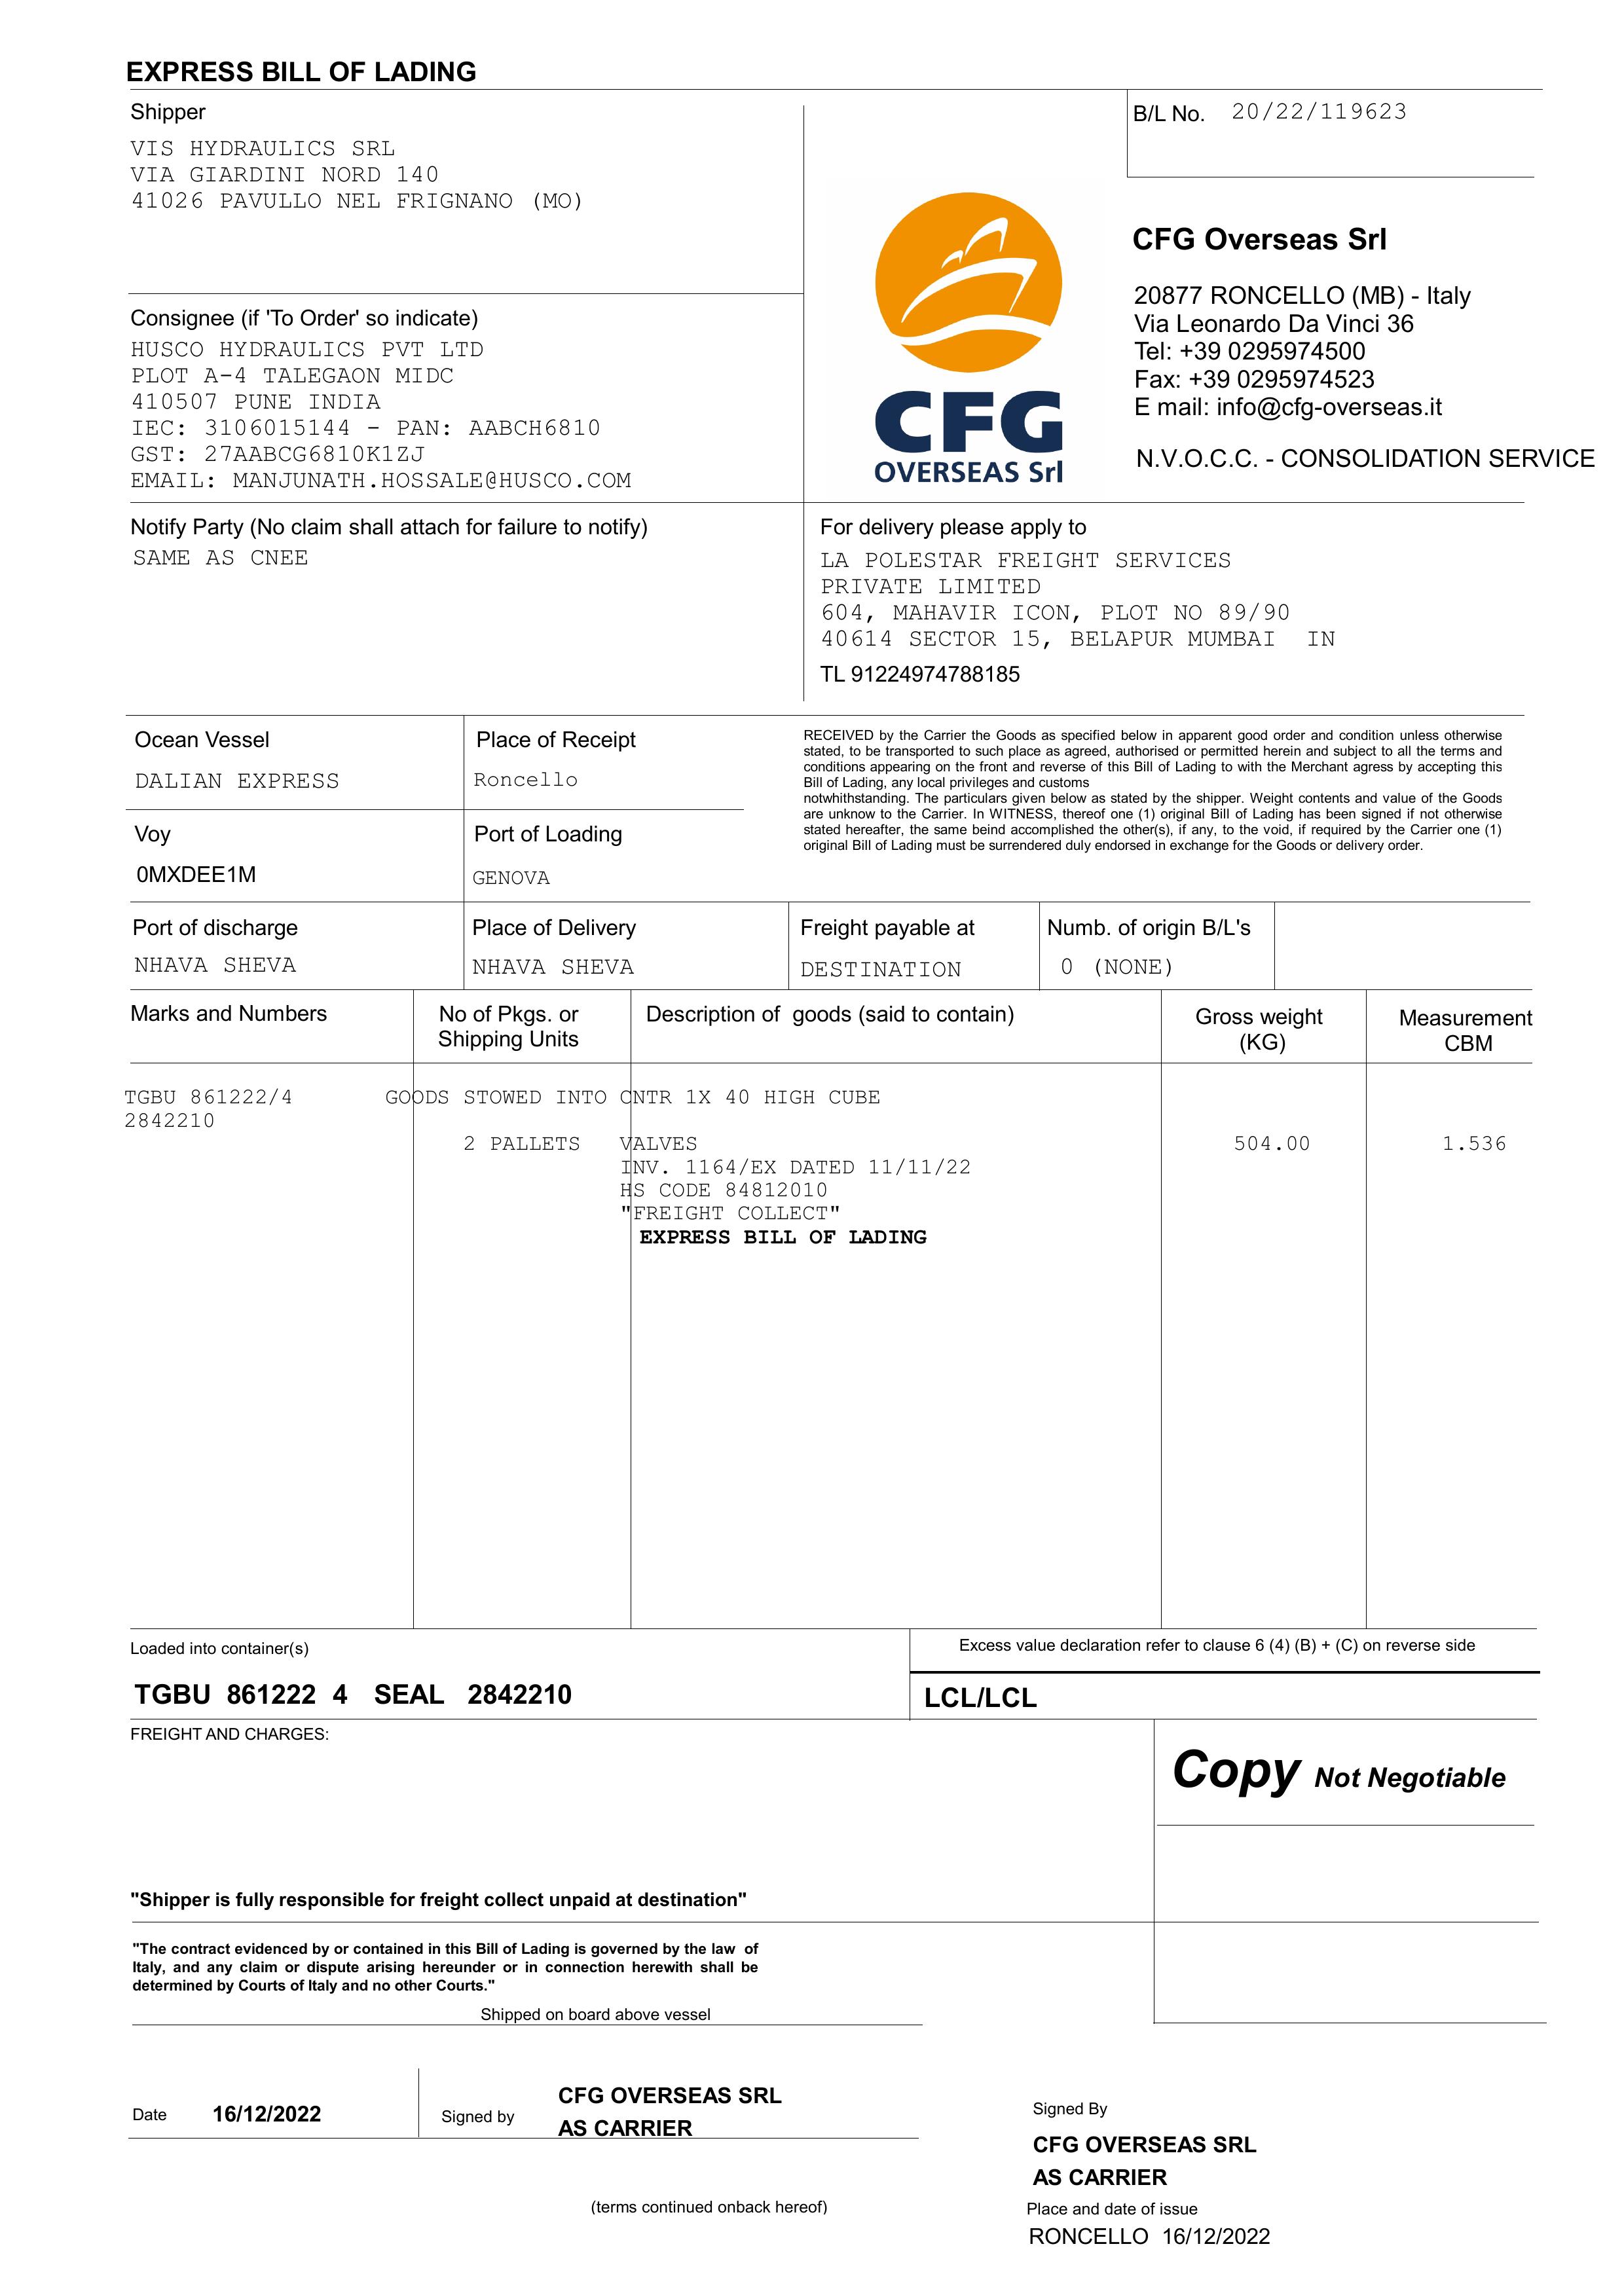 EXPRESS BILL OF LADING
Shipper
VIS HYDRAULICS SRL
VIA GIARDINI NORD 140
41026 PAVULLO NEL FRIGNANO (MO)
B/L No. 20/22/119623
CFG
OVERSEAS Srl
CFG Overseas Srl
20877 RONCELLO (MB) - Italy
Via Leonardo Da Vinci 36
Tel: +39 0295974500
Fax: +39 0295974523
E mail: info@cfg-overseas.it
N.V.O.C.C. - CONSOLIDATION SERVICE
Consignee (if 'To Order' so indicate)
HUSCO HYDRAULICS PVT LTD
PLOT A-4 TALEGAON MIDC
410507 PUNE INDIA
IEC: 3106015144 - PAN: AABCH6810
GST: 27AABCG6810K1ZJ
EMAIL: MANJUNATH.HOSSALE@HUSCO.COM
Notify Party (No claim shall attach for failure to notify)
SAME AS CNEE
For delivery please apply to
LA POLESTAR FREIGHT SERVICES
PRIVATE LIMITED
604, MAHAVIR ICON, PLOT NO 89/90
40614 SECTOR 15, BELAPUR MUMBAI IN
TL 91224974788185
Ocean Vessel
DALIAN EXPRESS
Place of Receipt
Roncello
Voy
0MXDEE1M
Port of Loading
GENOVA
RECEIVED by the Carrier the Goods as specified below in apparent good order and condition unless otherwise
stated, to be transported to such place as agreed, authorised or permitted herein and subject to all the terms and
conditions appearing on the front and reverse of this Bill of Lading to with the Merchant agress by accepting this
Bill of Lading, any local privileges and customs
notwhithstanding. The particulars given below as stated by the shipper. Weight contents and value of the Goods
are unknow to the Carrier. In WITNESS, thereof one (1) original Bill of Lading has been signed if not otherwise
stated hereafter, the same beind accomplished the other(s), if any, to the void, if required by the Carrier one (1)
original Bill of Lading must be surrendered duly endorsed in exchange for the Goods or delivery order.
Port of discharge
NHAVA SHEVA
Place of Delivery
NHAVA SHEVA
Freight payable at
DESTINATION
Numb. of origin B/L's
0 (NONE)
Marks and Numbers
No of Pkgs. or
Shipping Units
Description of goods (said to contain)
Gross weight
(KG)
Measurement
CBM
TGBU 861222/4 GOODS STOWED INTO CNTR 1X 40 HIGH CUBE
2842210
2 PALLETS VALVES 504.00 1.536
INV. 1164/EX DATED 11/11/22
HS CODE 84812010
"FREIGHT COLLECT"
EXPRESS BILL OF LADING
Loaded into container(s)
TGBU 861222 4 SEAL 2842210
Excess value declaration refer to clause 6 (4) (B) + (C) on reverse side
LCL/LCL
FREIGHT AND CHARGES:
Copy Not Negotiable
"Shipper is fully responsible for freight collect unpaid at destination"
"The contract evidenced by or contained in this Bill of Lading is governed by the law of
Italy, and any claim or dispute arising hereunder or in connection herewith shall be
determined by Courts of Italy and no other Courts."
Shipped on board above vessel
Date 16/12/2022
Signed by
CFG OVERSEAS SRL
AS CARRIER
Signed By
CFG OVERSEAS SRL
AS CARRIER
(terms continued onback hereof)
Place and date of issue
RONCELLO 16/12/2022